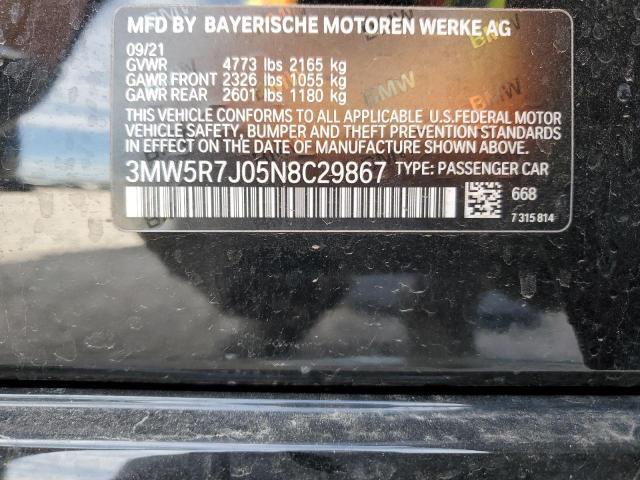 MFD BY BAYERISCHE MOTOREN WERKE AG
09/21
GVWR 4773 lbs 2165 kg
GAWR FRONT 2326 lbs 1055 kg
GAWR REAR 2601 lbs 1180 kg
THIS VEHICLE CONFORMS TO ALL APPLICABLE U.S.FEDERAL MOTOR
VEHICLE SAFETY, BUMPER AND THEFT PREVENTION STANDARDS
IN EFFECT ON THE DATE OF MANUFACTURE SHOWN ABOVE.
3MW5R7J05N8C29867 TYPE: PASSENGER CAR
668
7 315 814
BMW
BMW
BMW